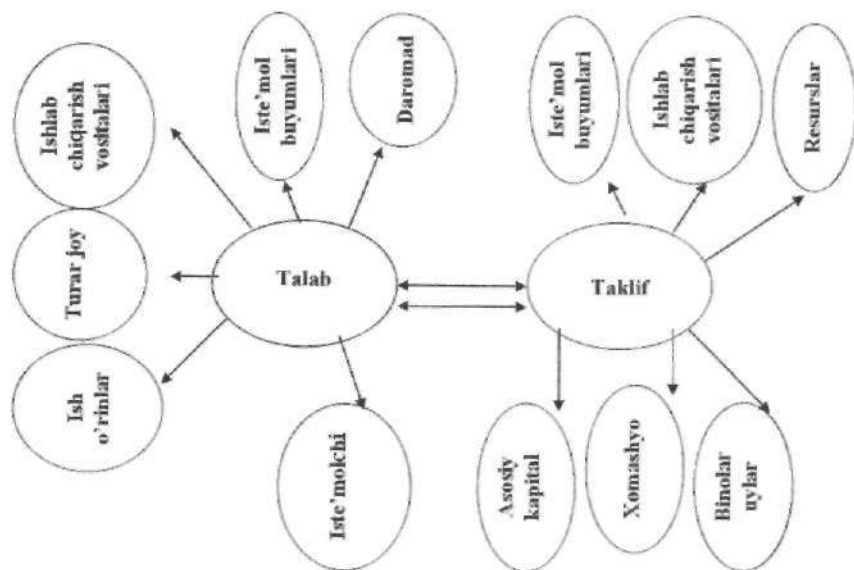 Ishlab
chiqarish
vositalari
Iste'mol
buyumlari
Daromad
Iste'mol
buyumlari
Ishlab
chiqarish
vositalari
Resurslar
Turar joy
Talab
Taklif
Ish
o'rinlar
Iste'molchi
Asosiy
kapital
Xomashyo
Binolar
uylar